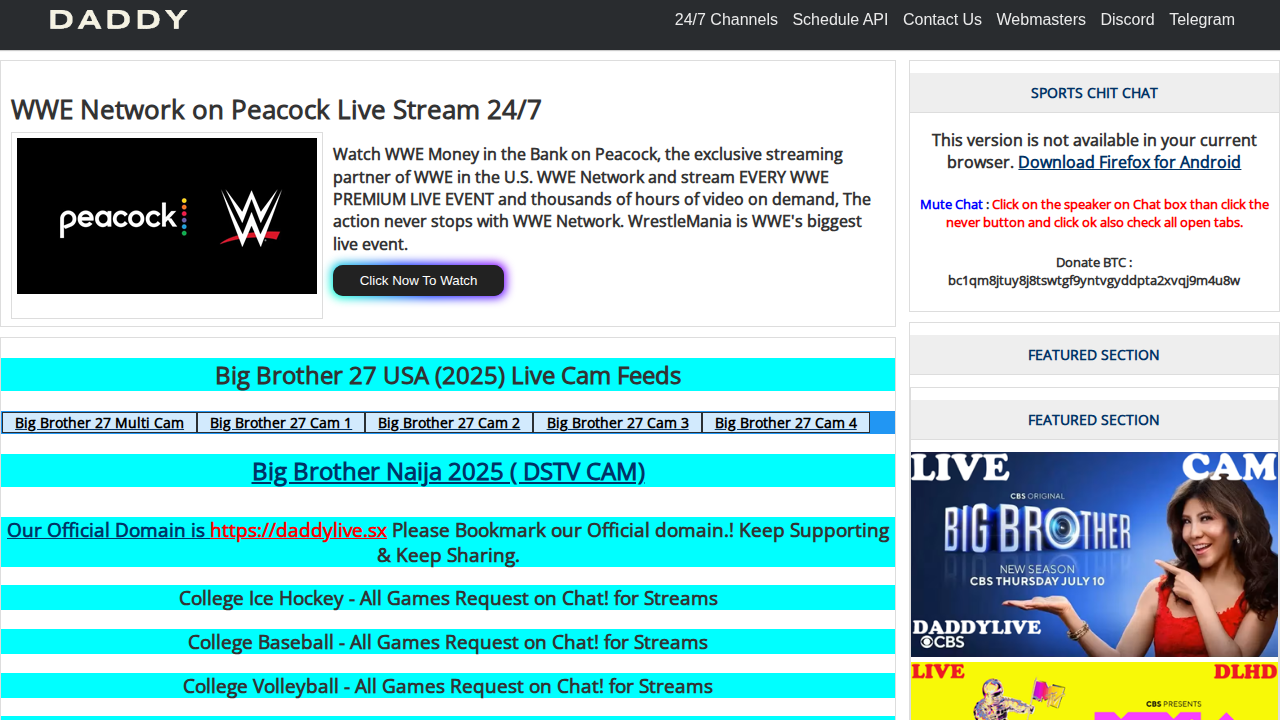 DADDY
24/7 Channels Schedule API Contact Us Webmasters Discord Telegram
WWE Network on Peacock Live Stream 24/7
peacock
Watch WWE Money in the Bank on Peacock, the exclusive streaming
partner of WWE in the U.S. WWE Network and stream EVERY WWE
PREMIUM LIVE EVENT and thousands of hours of video on demand, The
action never stops with WWE Network. WrestleMania is WWE's biggest
live event.
Click Now To Watch
Big Brother 27 USA (2025) Live Cam Feeds
Big Brother 27 Multi Cam Big Brother 27 Cam 1 Big Brother 27 Cam 2 Big Brother 27 Cam 3 Big Brother 27 Cam 4
Big Brother Naija 2025 ( DSTV CAM)
Our Official Domain is https://daddylive.sx Please Bookmark our Official domain.! Keep Supporting
& Keep Sharing.
College Ice Hockey - All Games Request on Chat! for Streams
College Baseball - All Games Request on Chat! for Streams
College Volleyball - All Games Request on Chat! for Streams
SPORTS CHIT CHAT
This version is not available in your current
browser. Download Firefox for Android
Mute Chat : Click on the speaker on Chat box than click the
never button and click ok also check all open tabs.
Donate BTC :
bc1qm8jtuy8j8tswtgf9yntvgyddpta2xvqj9m4u8w
FEATURED SECTION
FEATURED SECTION
LIVE CAM
CBS ORIGINAL
BIG BROTHER
NEW SEASON
CBS THURSDAY JULY 10
DADDYLIVE
CBS
LIVE DLHD
CBS PRESENTS